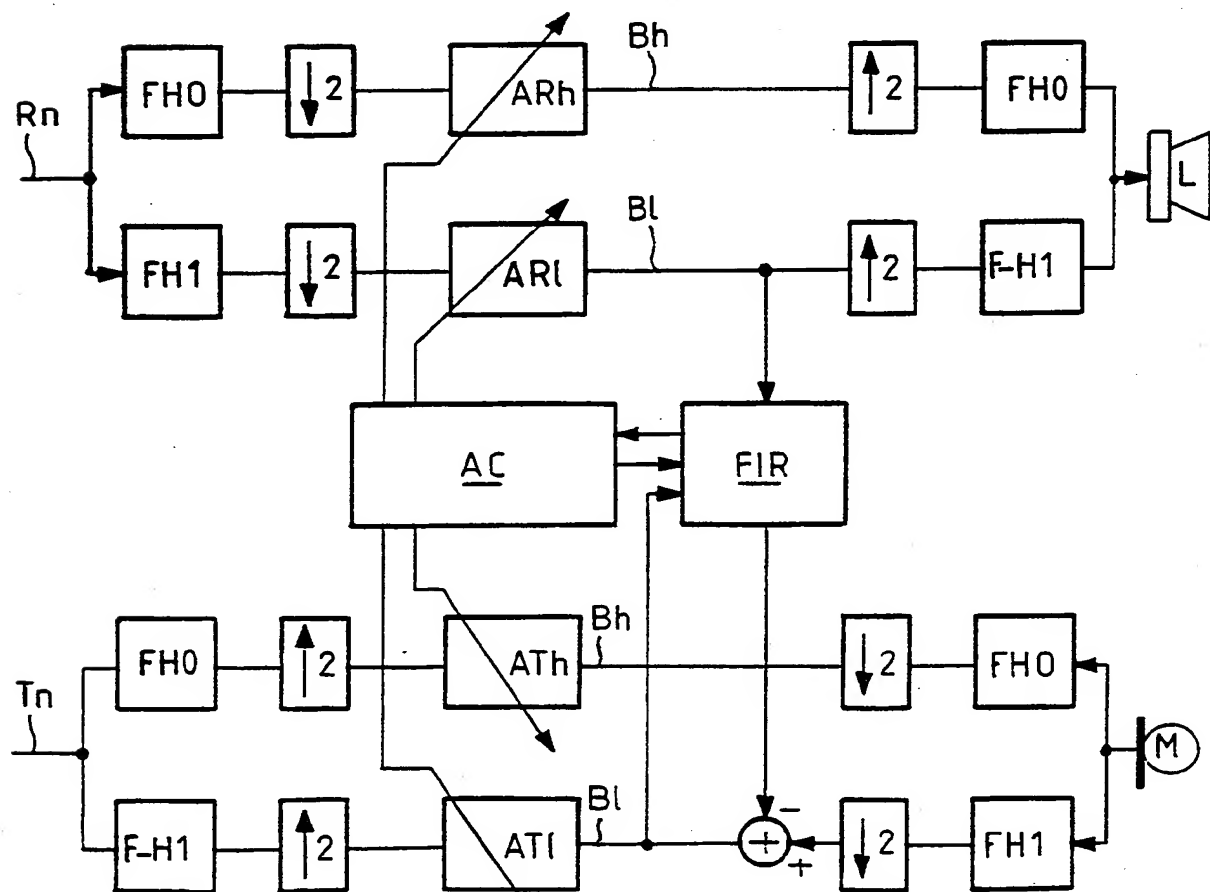 Bh
FH0 ↓2 ARh ↑2 FH0
Rn
L
Bl
FH1 ↓2 ARl ↑2 F-H1
AC FIR
Bh
FH0 ↑2 ATh ↓2 FH0
Tn
M
Bl -
F-H1 ↑2 ATl + + ↓2 FH1